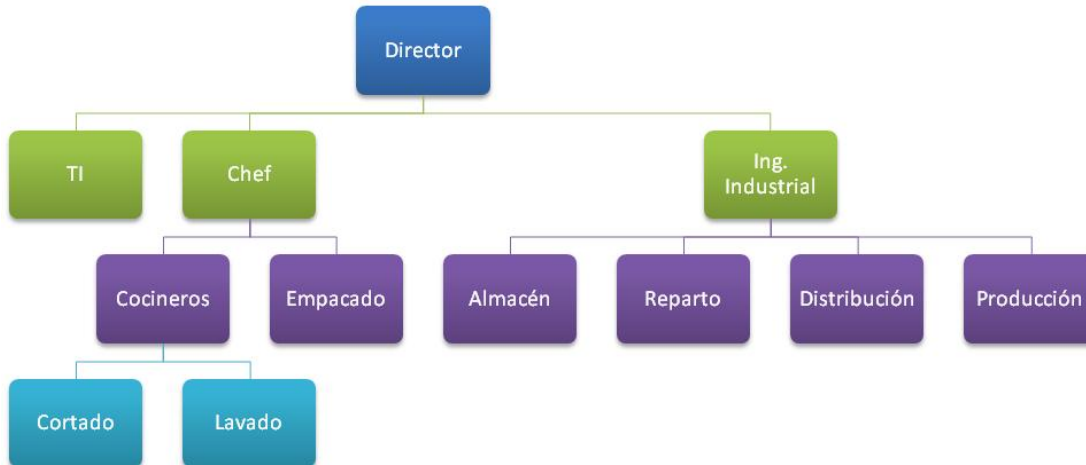 Director
TI
Chef
Ing.
Industrial
Cocineros
Empacado
Almacén
Reparto
Distribución
Producción
Cortado
Lavado